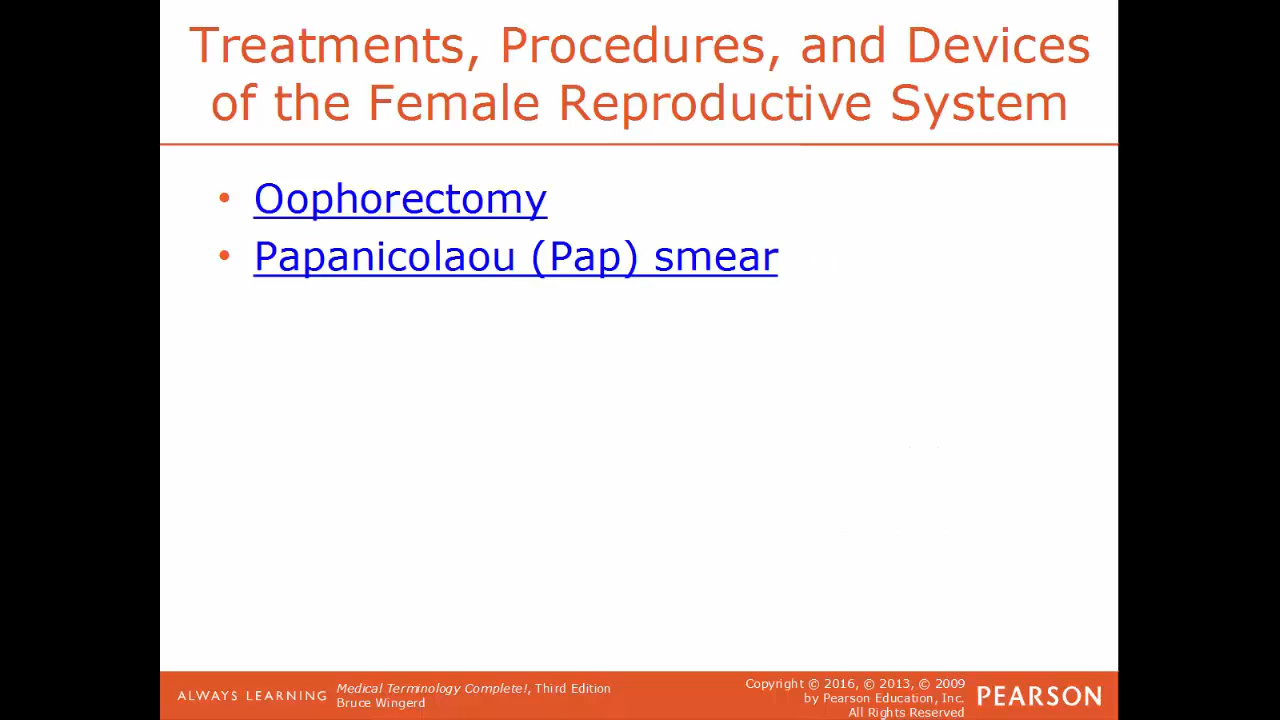 Treatments, Procedures, and Devices
of the Female Reproductive System
• Oophorectomy
• Papanicolaou (Pap) smear
ALWAYS LEARNING
Medical Terminology Complete!, Third Edition
Bruce Wingerd
Copyright © 2016, © 2013, © 2009
by Pearson Education, Inc.
All Rights Reserved
PEARSON